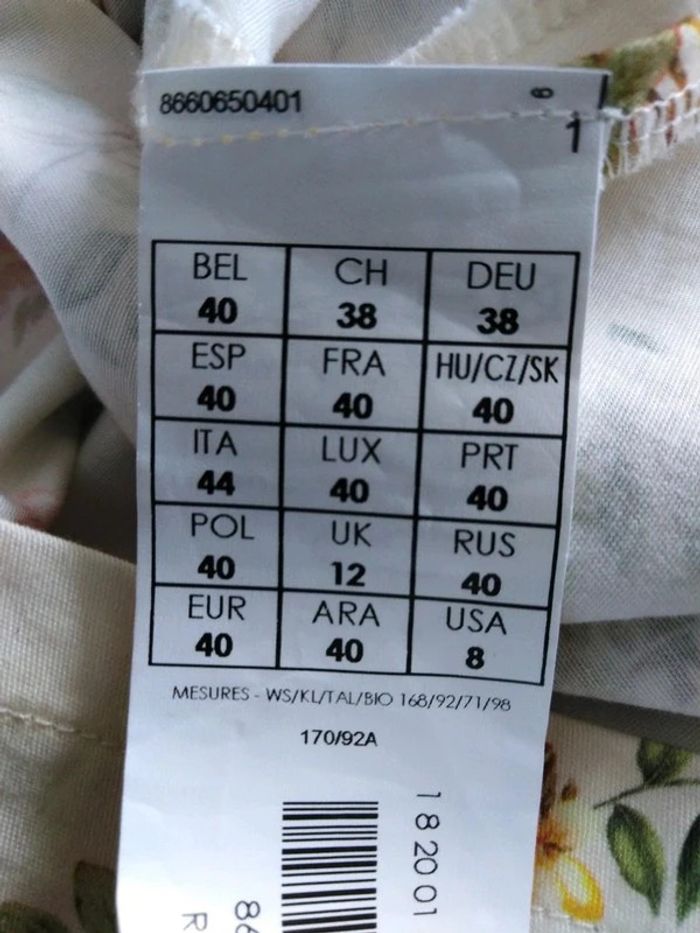 8660650401
6
1
BEL CH DEU
40 38 38
ESP FRA HU/CZ/SK
40 40 40
ITA LUX PRT
44 40 40
POL UK RUS
40 12 40
EUR ARA USA
40 40 8
MESURES - WS/KL/TAL/BIO 168/92/71/98
170/92A
1 8 20 01
86
R